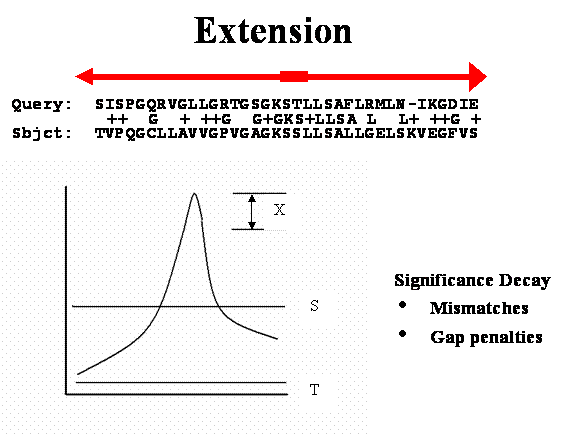 Extension
Query: SISPGQRVGLLGRTGSGKSTLLSAFLRMLN-IKGDIE
++ G + ++G G+GKS+LLSA L L+ ++G +
Sbjct: TVPQGCLLAVVGPVGAGKSSLLSALLGELSKVEGFVS
X
S
T
Significance Decay
• Mismatches
• Gap penalties